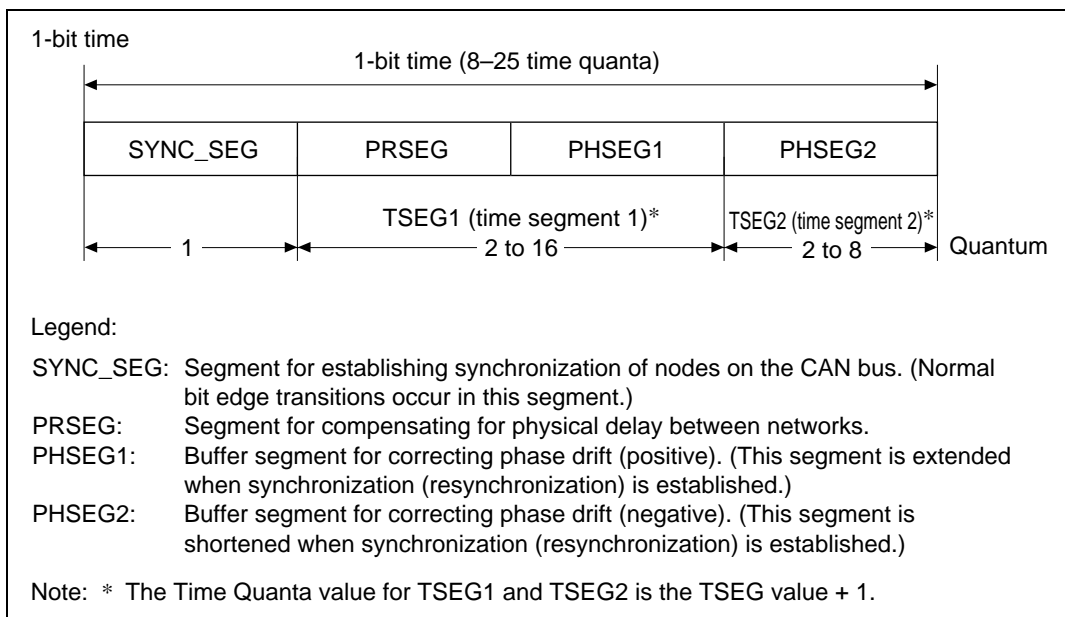 1-bit time
1-bit time (8–25 time quanta)
SYNC_SEG PRSEG PHSEG1 PHSEG2
TSEG1 (time segment 1)* TSEG2 (time segment 2)*
1 2 to 16 2 to 8 Quantum
Legend:
SYNC_SEG: Segment for establishing synchronization of nodes on the CAN bus. (Normal
bit edge transitions occur in this segment.)
PRSEG: Segment for compensating for physical delay between networks.
PHSEG1: Buffer segment for correcting phase drift (positive). (This segment is extended
when synchronization (resynchronization) is established.)
PHSEG2: Buffer segment for correcting phase drift (negative). (This segment is
shortened when synchronization (resynchronization) is established.)
Note: * The Time Quanta value for TSEG1 and TSEG2 is the TSEG value + 1.